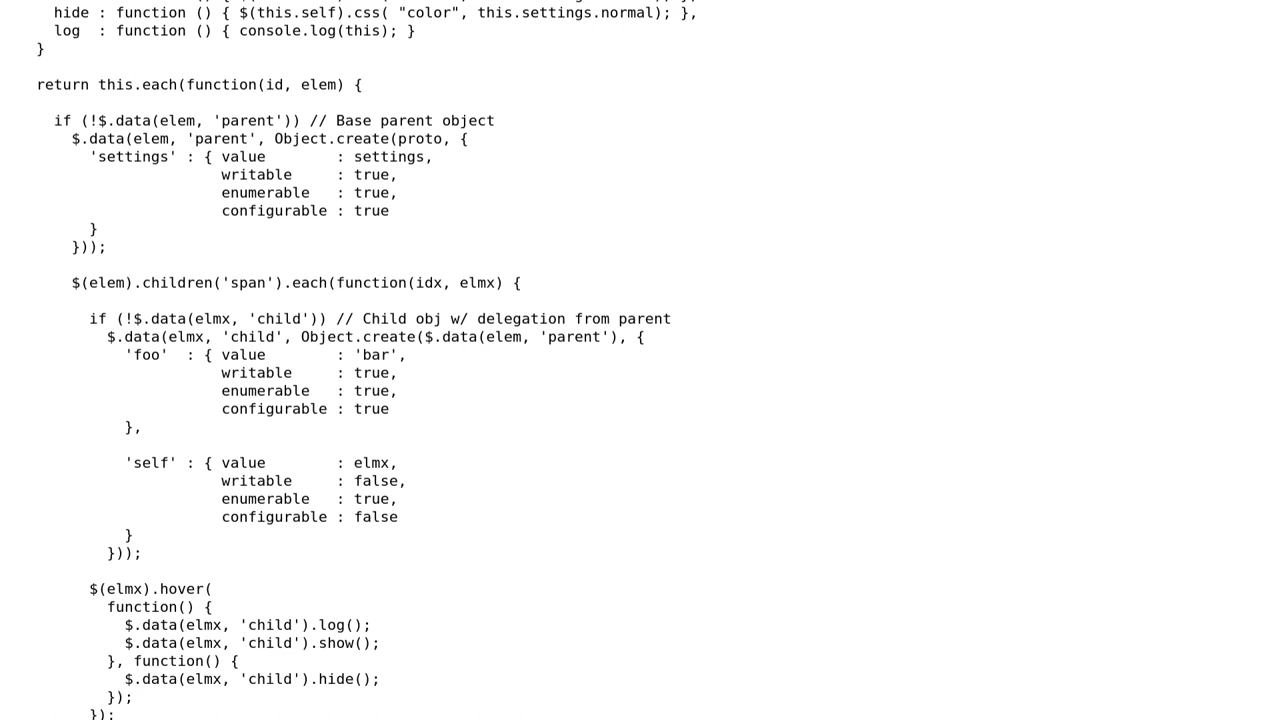 hide : function () { $(this.self).css( "color", this.settings.normal); },
log  : function () { console.log(this); }
}
return this.each(function(id, elem) {
if (!$.data(elem, 'parent')) // Base parent object
$.data(elem, 'parent', Object.create(proto, {
'settings' : { value        : settings,
writable     : true,
enumerable   : true,
configurable : true
}
}));
$(elem).children('span').each(function(idx, elmx) {
if (!$.data(elmx, 'child')) // Child obj w/ delegation from parent
$.data(elmx, 'child', Object.create($.data(elem, 'parent'), {
'foo'  : { value        : 'bar',
writable     : true,
enumerable   : true,
configurable : true
},
'self' : { value        : elmx,
writable     : false,
enumerable   : true,
configurable : false
}
}));
$(elmx).hover(
function() {
$.data(elmx, 'child').log();
$.data(elmx, 'child').show();
}, function() {
$.data(elmx, 'child').hide();
});
});